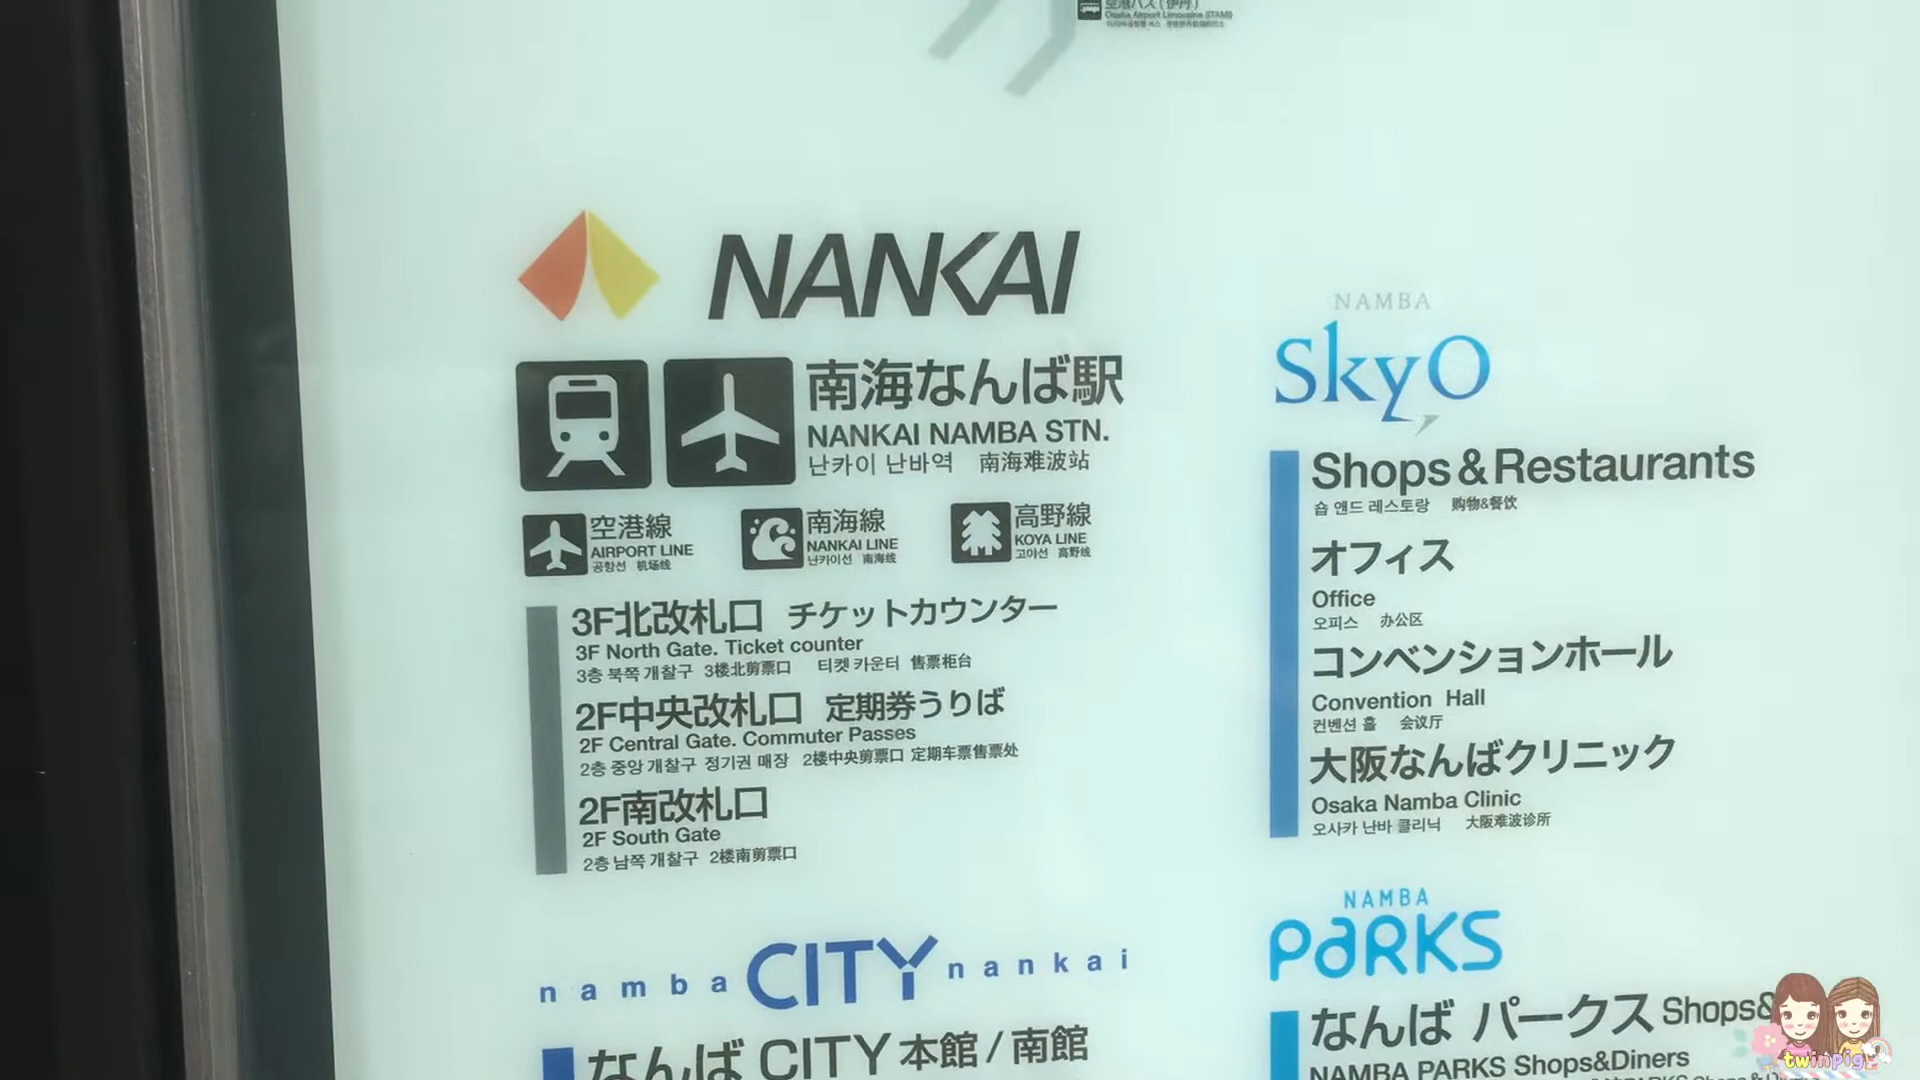 空港バス(伊丹)
Osaka Airport Limousine (ITAMI)
NANKAI
南海なんば駅
NANKAI NAMBA STN.
난카이 난바역 南海难波站
空港線
AIRPORT LINE
공항선 机场线
南海線
NANKAI LINE
난카이선 南海线
高野線
KOYA LINE
고야선 高野线
3F北改札口 チケットカウンター
3F North Gate. Ticket counter
3층 북쪽 개찰구 3楼北剪票口 티켓 카운터 售票柜台
2F中央改札口 定期券うりば
2F Central Gate. Commuter Passes
2층 중앙 개찰구 정기권 매장 2楼中央剪票口 定期车票售票处
2F南改札口
2F South Gate
2층 남쪽 개찰구 2楼南剪票口
namba CITY nankai
なんば CITY 本館 / 南館
NAMBA
SkyO
Shops & Restaurants
숍 앤드 레스토랑 购物&餐饮
オフィス
Office
오피스 办公区
コンベンションホール
Convention Hall
컨벤션 홀 会议厅
大阪なんばクリニック
Osaka Namba Clinic
오사카 난바 클리닉 大阪难波诊所
NAMBA
PARKS
なんば パークス Shops&
NAMBA PARKS Shops&Diners
twinpig